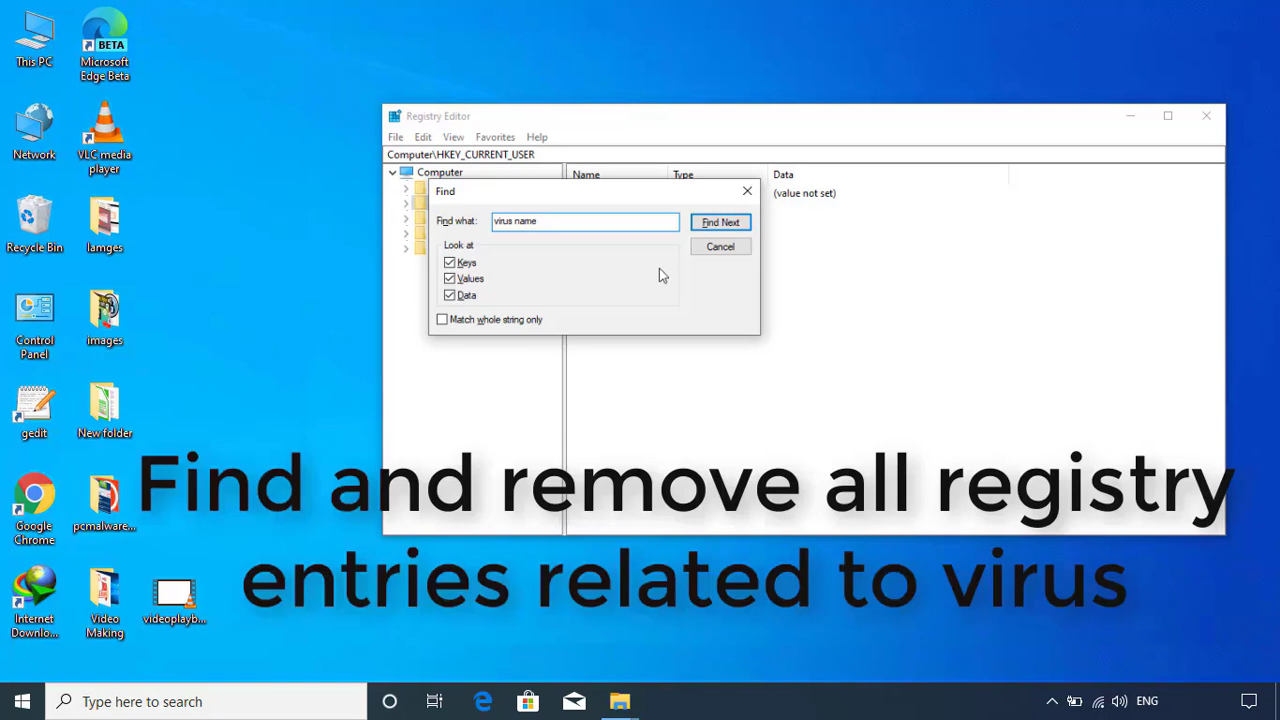 This PC
Microsoft
Edge Beta
BETA
Network
VLC media
player
Recycle Bin
Iamges
Control
Panel
images
gedit
New folder
Google
Chrome
pcmalware...
Internet
Downlo...
Video
Making
videoplayb...
Registry Editor
File Edit View Favorites Help
Computer\HKEY_CURRENT_USER
Computer
Name Type Data
(value not set)
Find
Find what: virus name Find Next
Look at Cancel
Keys
Values
Data
Match whole string only
Find and remove all registry
entries related to virus
Type here to search
ENG